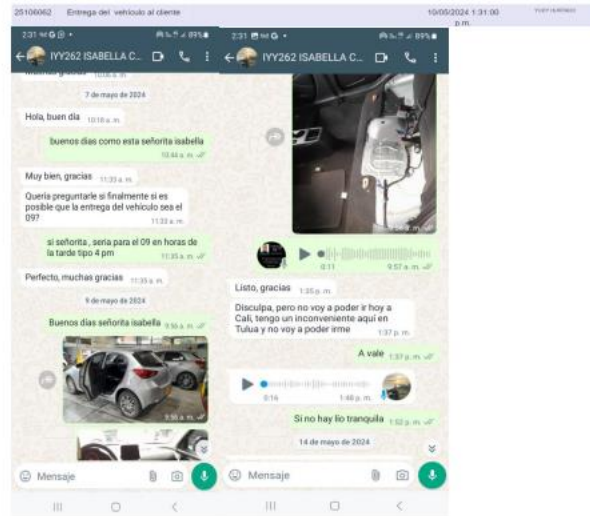 25106062 Entrega del vehículo al cliente 10/05/2024 1:31:00
p.m.
2:31
89%
IYY262 ISABELLA C...
10:06 a. m.
7 de mayo de 2024
Hola, buen día 10:18 a. m.
buenos dias como esta señorita isabella
10:44 a. m.
Muy bien, gracias 11:33 a. m.
Quería preguntarle si finalmente si es
posible que la entrega del vehículo sea el
09?
11:33 a. m.
si señorita , seria para el 09 en horas de
la tarde tipo 4 pm
11:35 a. m.
Perfecto, muchas gracias 11:35 a. m.
9 de mayo de 2024
Buenos días señorita isabella 9:56 a. m.
9:56 a. m.
Mensaje
2:31
89%
IYY262 ISABELLA C...
0:11 9:57 a. m.
Listo, gracias 1:35 p. m.
Disculpa, pero no voy a poder ir hoy a
Cali, tengo un inconveniente aquí en
Tulua y no voy a poder irme
1:37 p. m.
A vale 1:37 p. m.
0:16 1:48 p. m.
Si no hay lío tranquila 1:52 p. m.
14 de mayo de 2024
Mensaje